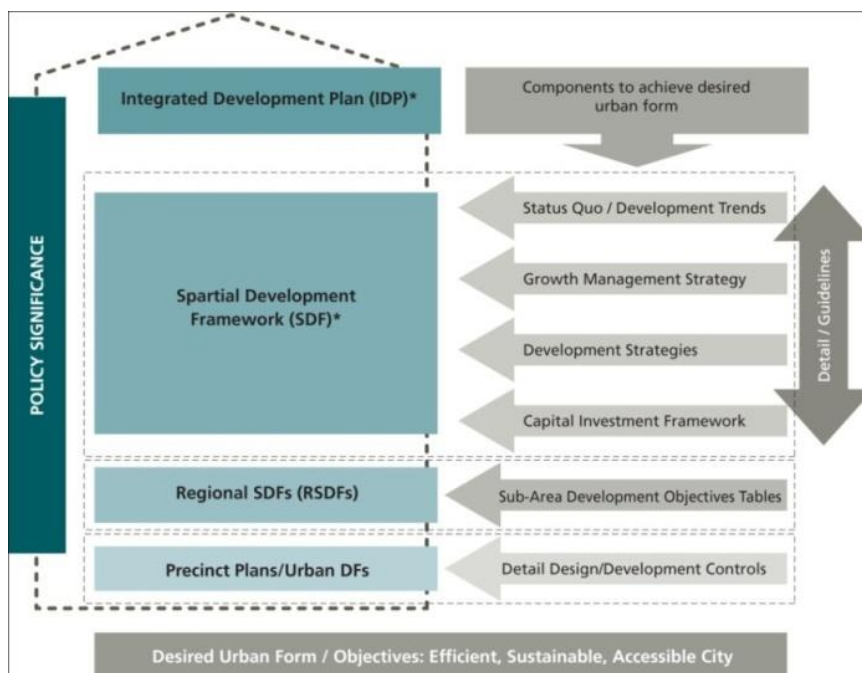 POLICY SIGNIFICANCE
Integrated Development Plan (IDP)*
Components to achieve desired
urban form
Spartial Development
Framework (SDF)*
Status Quo / Development Trends
Growth Management Strategy
Development Strategies
Capital Investment Framework
Detail / Guidelines
Regional SDFs (RSDFs)
Sub-Area Development Objectives Tables
Precinct Plans/Urban DFs
Detail Design/Development Controls
Desired Urban Form / Objectives: Efficient, Sustainable, Accessible City